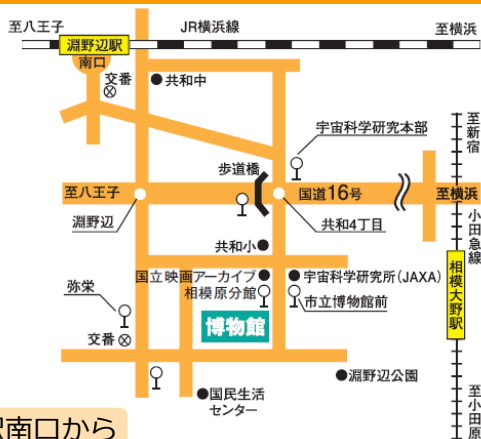 至八王子
JR横浜線
至横浜
淵野辺駅
南口
交番
共和中
宇宙科学研究本部
至新宿
歩道橋
至八王子
国道16号
至横浜
淵野辺
共和4丁目
小田急線
共和小
国立映画アーカイブ
相模原分館
宇宙科学研究所(JAXA)
市立博物館前
相模大野駅
弥栄
博物館
交番
淵野辺公園
国民生活
センター
至小田原
駅南口から